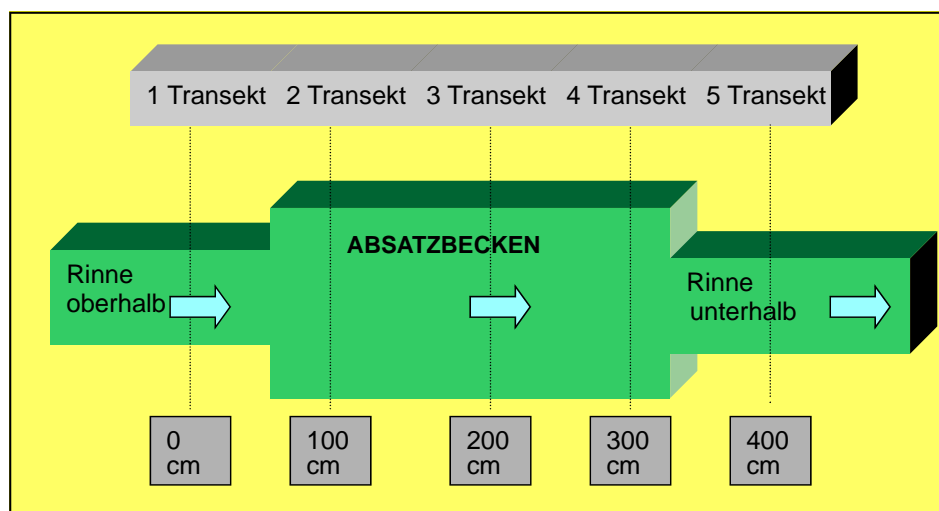 1 Transekt 2 Transekt 3 Transekt 4 Transekt 5 Transekt
ABSATZBECKEN
Rinne
oberhalb
Rinne
unterhalb
0
cm
100
cm
200
cm
300
cm
400
cm